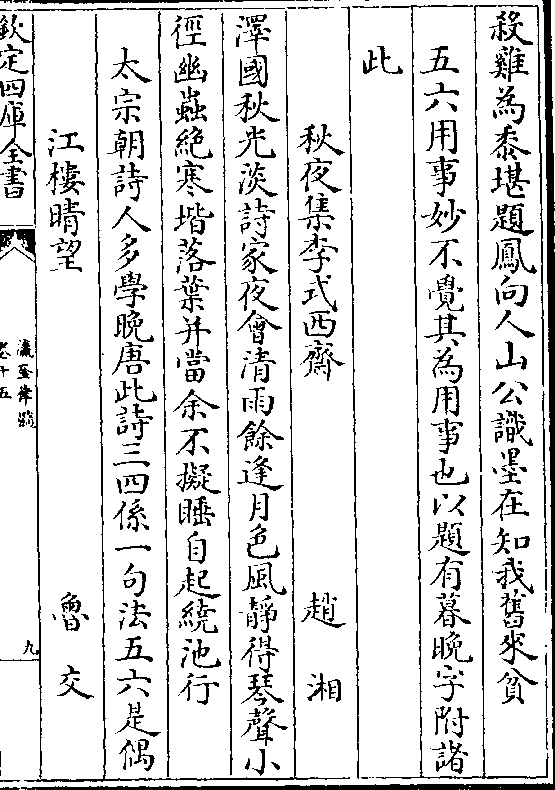 殺雞為黍堪題鳳向人山公識墨在知我舊來貧
五六用事妙不覺其為用事也以題有暮晚字附諸
此
秋夜集李式西齋　趙湘
澤國秋光淡詩家夜會清雨餘逢月色風靜得琴聲小
徑幽蟲絶寒堦落葉并當余不擬睡自起繞池行
太宗朝詩人多學晚唐此詩三四係一句法五六是偶
江樓晴望　魯交
欽定四庫全書
瀛奎律髓
卷十五
九